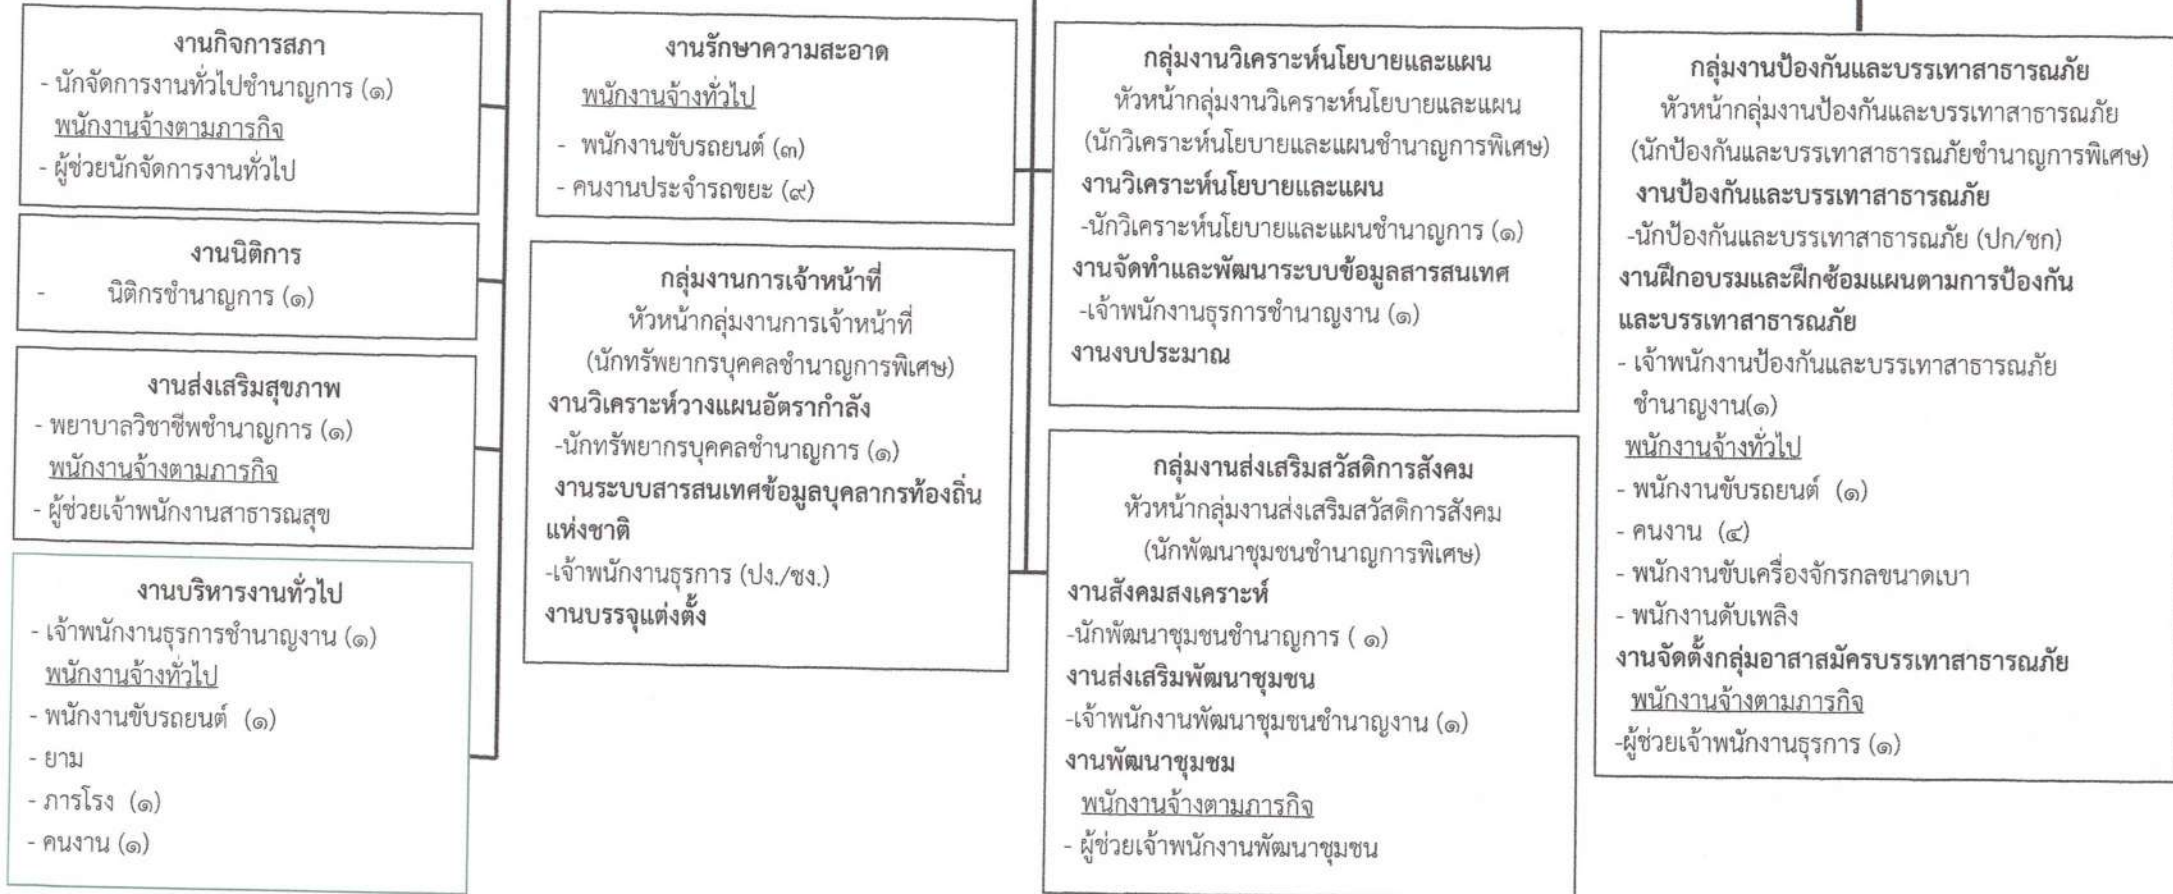 งานกิจการสภา
- นักจัดการงานทั่วไปชำนาญการ (๑)
พนักงานจ้างตามภารกิจ
- ผู้ช่วยนักจัดการงานทั่วไป
งานนิติการ
- นิติกรชำนาญการ (๑)
งานส่งเสริมสุขภาพ
- พยาบาลวิชาชีพชำนาญการ (๑)
พนักงานจ้างตามภารกิจ
- ผู้ช่วยเจ้าพนักงานสาธารณสุข
งานบริหารงานทั่วไป
- เจ้าพนักงานธุรการชำนาญงาน (๑)
พนักงานจ้างทั่วไป
- พนักงานขับรถยนต์ (๑)
- ยาม
- ภารโรง (๑)
- คนงาน (๑)
งานรักษาความสะอาด
พนักงานจ้างทั่วไป
- พนักงานขับรถยนต์ (๓)
- คนงานประจำรถขยะ (๙)
กลุ่มงานการเจ้าหน้าที่
หัวหน้ากลุ่มงานการเจ้าหน้าที่
(นักทรัพยากรบุคคลชำนาญการพิเศษ)
งานวิเคราะห์วางแผนอัตรากำลัง
-นักทรัพยากรบุคคลชำนาญการ (๑)
งานระบบสารสนเทศข้อมูลบุคลากรท้องถิ่น
แห่งชาติ
-เจ้าพนักงานธุรการ (ปง./ชง.)
งานบรรจุแต่งตั้ง
กลุ่มงานวิเคราะห์นโยบายและแผน
หัวหน้ากลุ่มงานวิเคราะห์นโยบายและแผน
(นักวิเคราะห์นโยบายและแผนชำนาญการพิเศษ)
งานวิเคราะห์นโยบายและแผน
-นักวิเคราะห์นโยบายและแผนชำนาญการ (๑)
งานจัดทำและพัฒนาระบบข้อมูลสารสนเทศ
-เจ้าพนักงานธุรการชำนาญงาน (๑)
งานงบประมาณ
กลุ่มงานส่งเสริมสวัสดิการสังคม
หัวหน้ากลุ่มงานส่งเสริมสวัสดิการสังคม
(นักพัฒนาชุมชนชำนาญการพิเศษ)
งานสังคมสงเคราะห์
-นักพัฒนาชุมชนชำนาญการ ( ๑)
งานส่งเสริมพัฒนาชุมชน
-เจ้าพนักงานพัฒนาชุมชนชำนาญงาน (๑)
งานพัฒนาชุมชม
พนักงานจ้างตามภารกิจ
- ผู้ช่วยเจ้าพนักงานพัฒนาชุมชน
กลุ่มงานป้องกันและบรรเทาสาธารณภัย
หัวหน้ากลุ่มงานป้องกันและบรรเทาสาธารณภัย
(นักป้องกันและบรรเทาสาธารณภัยชำนาญการพิเศษ)
งานป้องกันและบรรเทาสาธารณภัย
-นักป้องกันและบรรเทาสาธารณภัย (ปก/ชก)
งานฝึกอบรมและฝึกซ้อมแผนตามการป้องกัน
และบรรเทาสาธารณภัย
- เจ้าพนักงานป้องกันและบรรเทาสาธารณภัย
ชำนาญงาน(๑)
พนักงานจ้างทั่วไป
- พนักงานขับรถยนต์ (๑)
- คนงาน (๔)
- พนักงานขับเครื่องจักรกลขนาดเบา
- พนักงานดับเพลิง
งานจัดตั้งกลุ่มอาสาสมัครบรรเทาสาธารณภัย
พนักงานจ้างตามภารกิจ
-ผู้ช่วยเจ้าพนักงานธุรการ (๑)